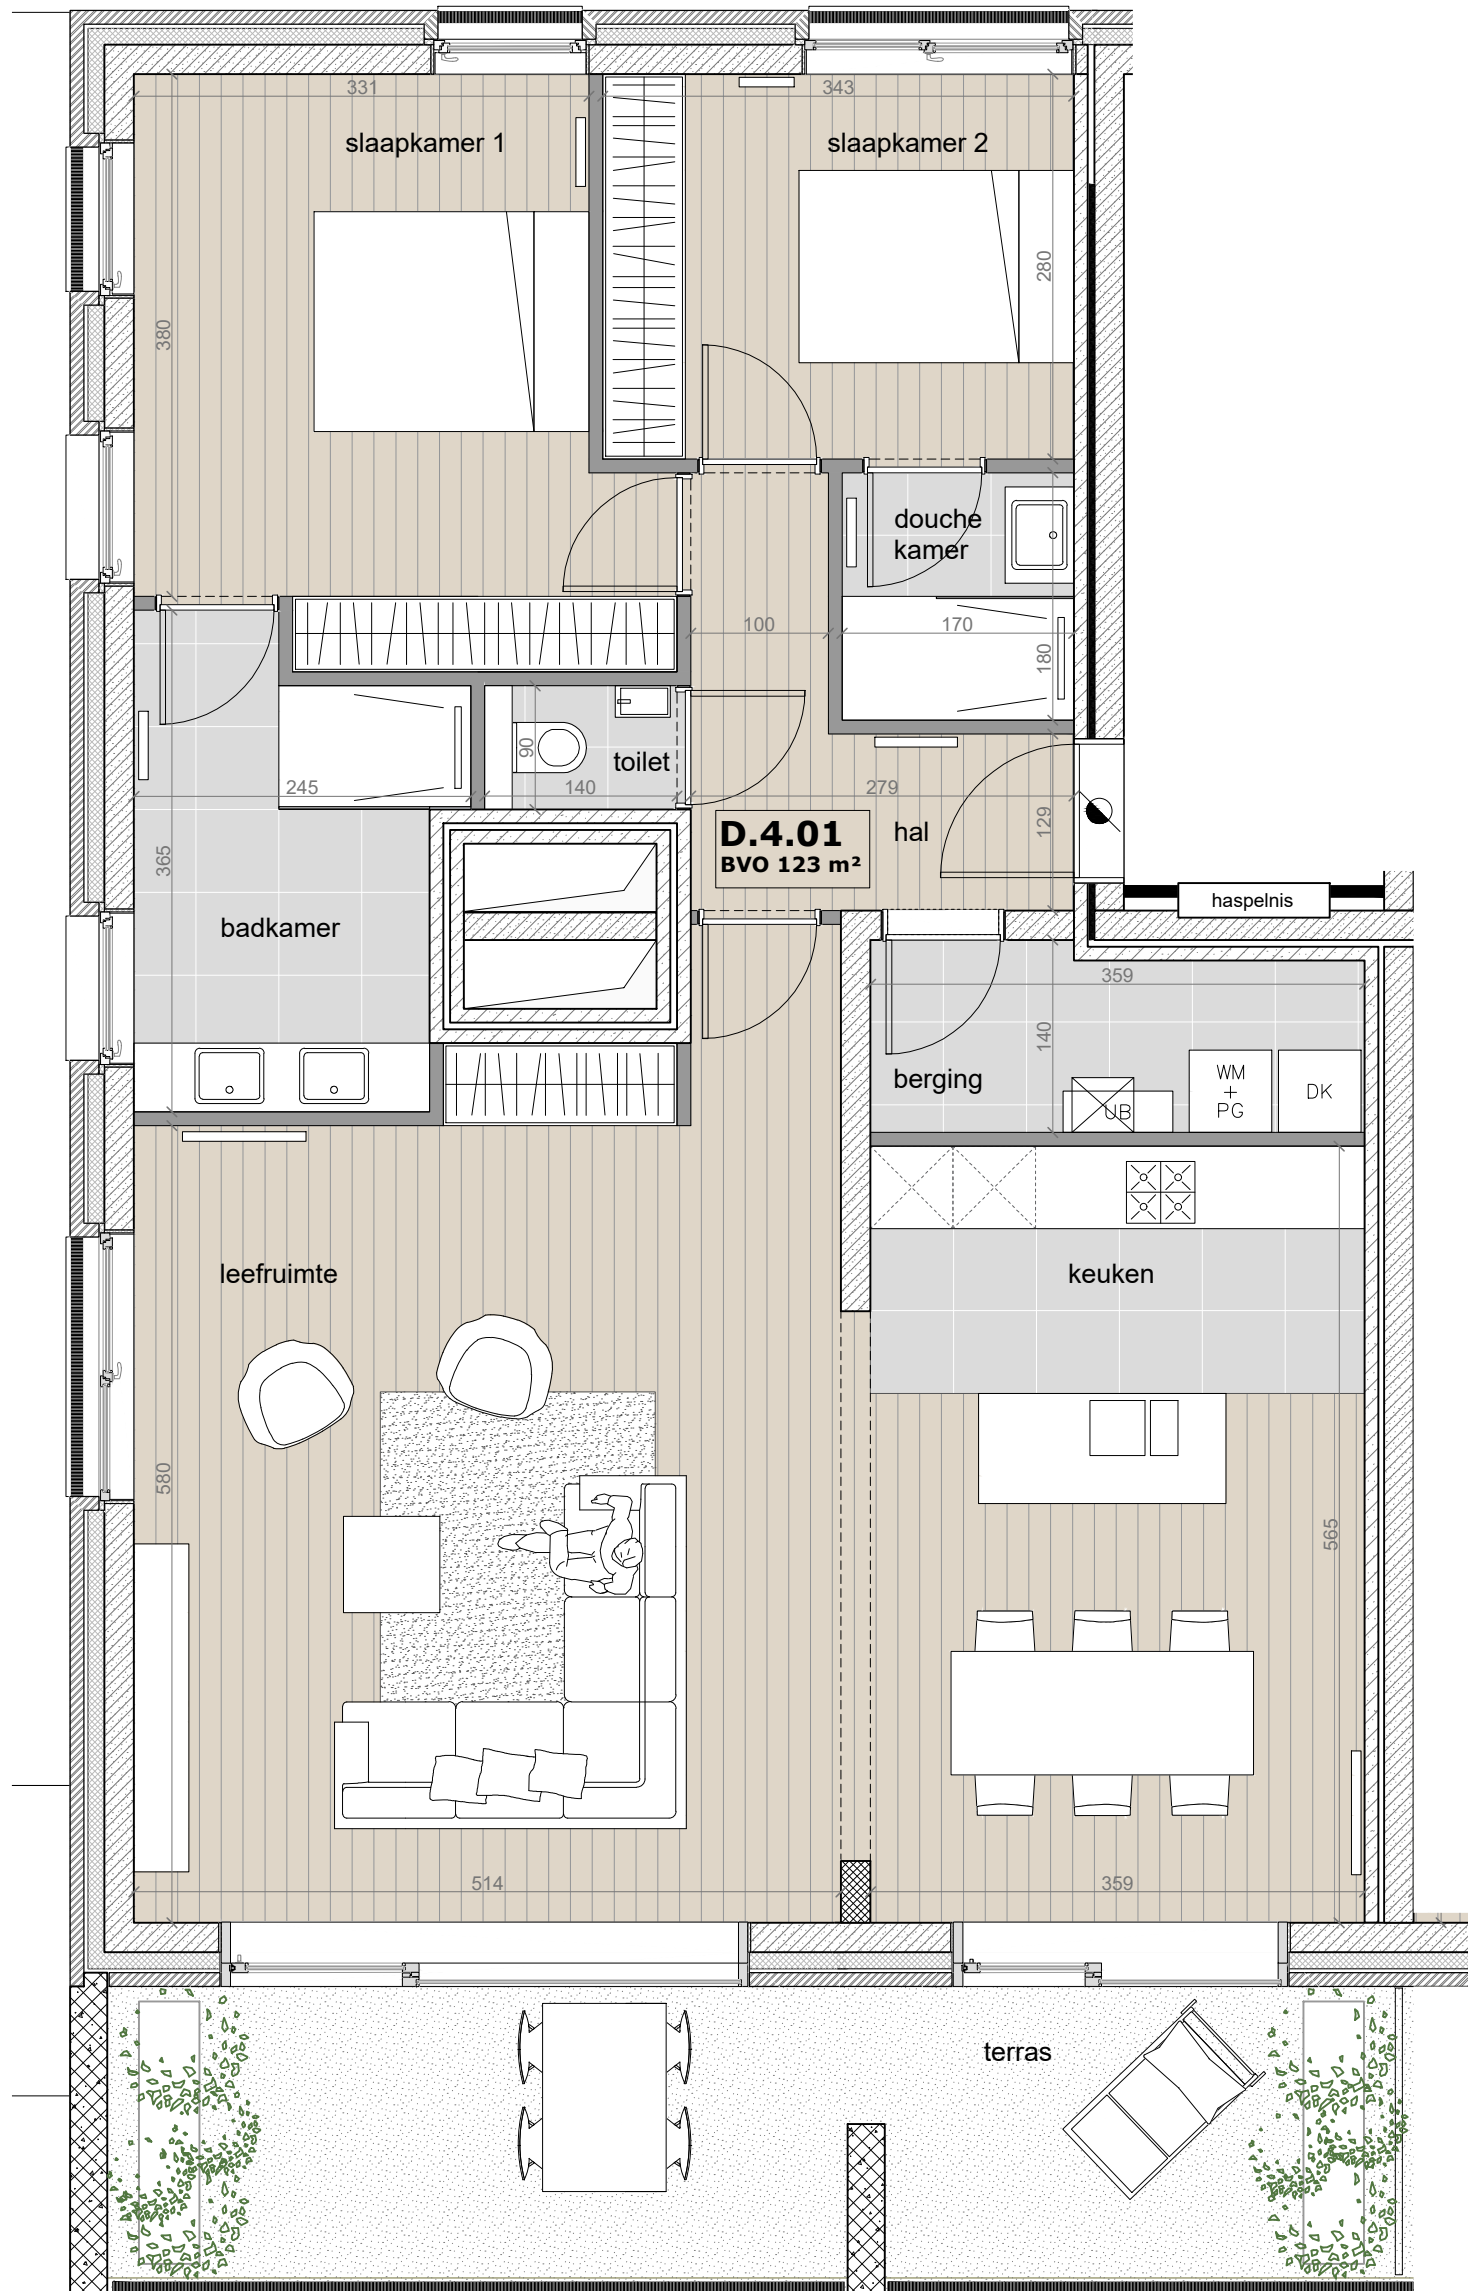 331
343
slaapkamer 1
slaapkamer 2
280
380
douche
kamer
100
170
180
90
toilet
245
140
279
D.4.01
BVO 123 m²
hal
129
365
haspelnis
badkamer
359
140
berging
UB
WM
+
PG
DK
leefruimte
keuken
580
565
514
359
terras